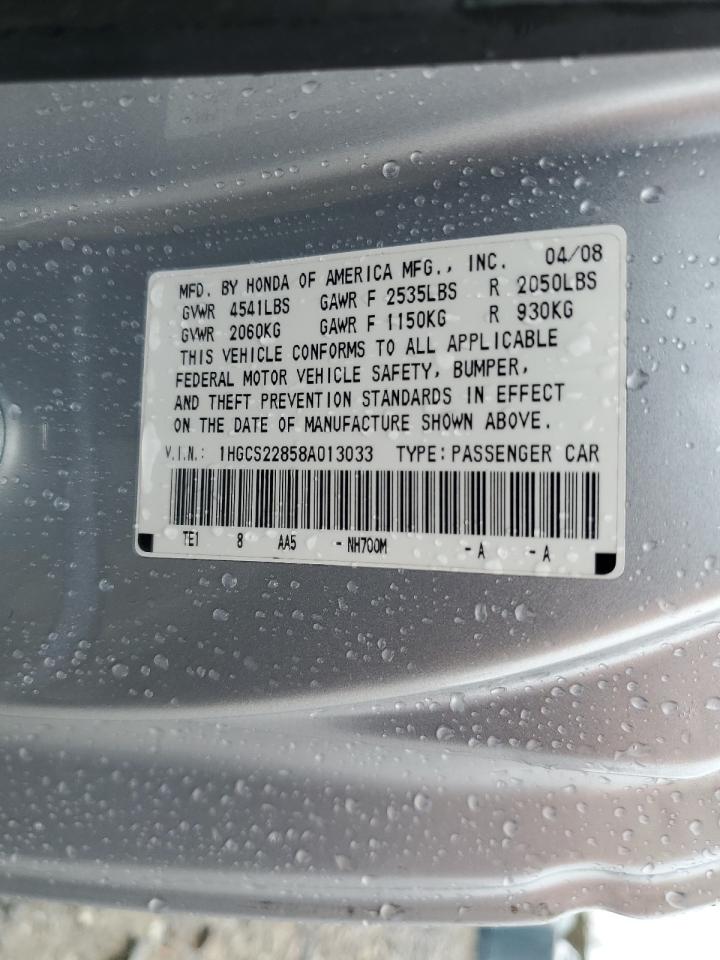 MFD. BY HONDA OF AMERICA MFG., INC. 04/08
GVWR 4541LBS GAWR F 2535LBS R 2050LBS
GVWR 2060KG GAWR F 1150KG R 930KG
THIS VEHICLE CONFORMS TO ALL APPLICABLE
FEDERAL MOTOR VEHICLE SAFETY, BUMPER,
AND THEFT PREVENTION STANDARDS IN EFFECT
ON THE DATE OF MANUFACTURE SHOWN ABOVE.
V.I.N.: 1HGCS22858A013033 TYPE: PASSENGER CAR
TE1 8 AA5 - NH700M - A - A